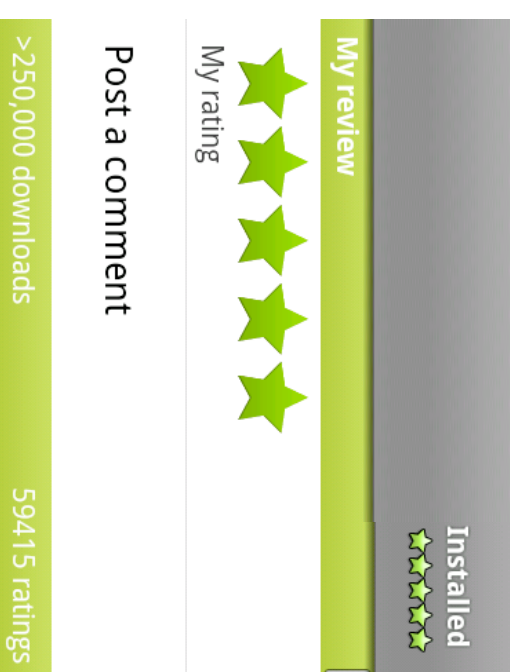 Installed
My review
My rating
Post a comment
>250,000 downloads 59415 ratings